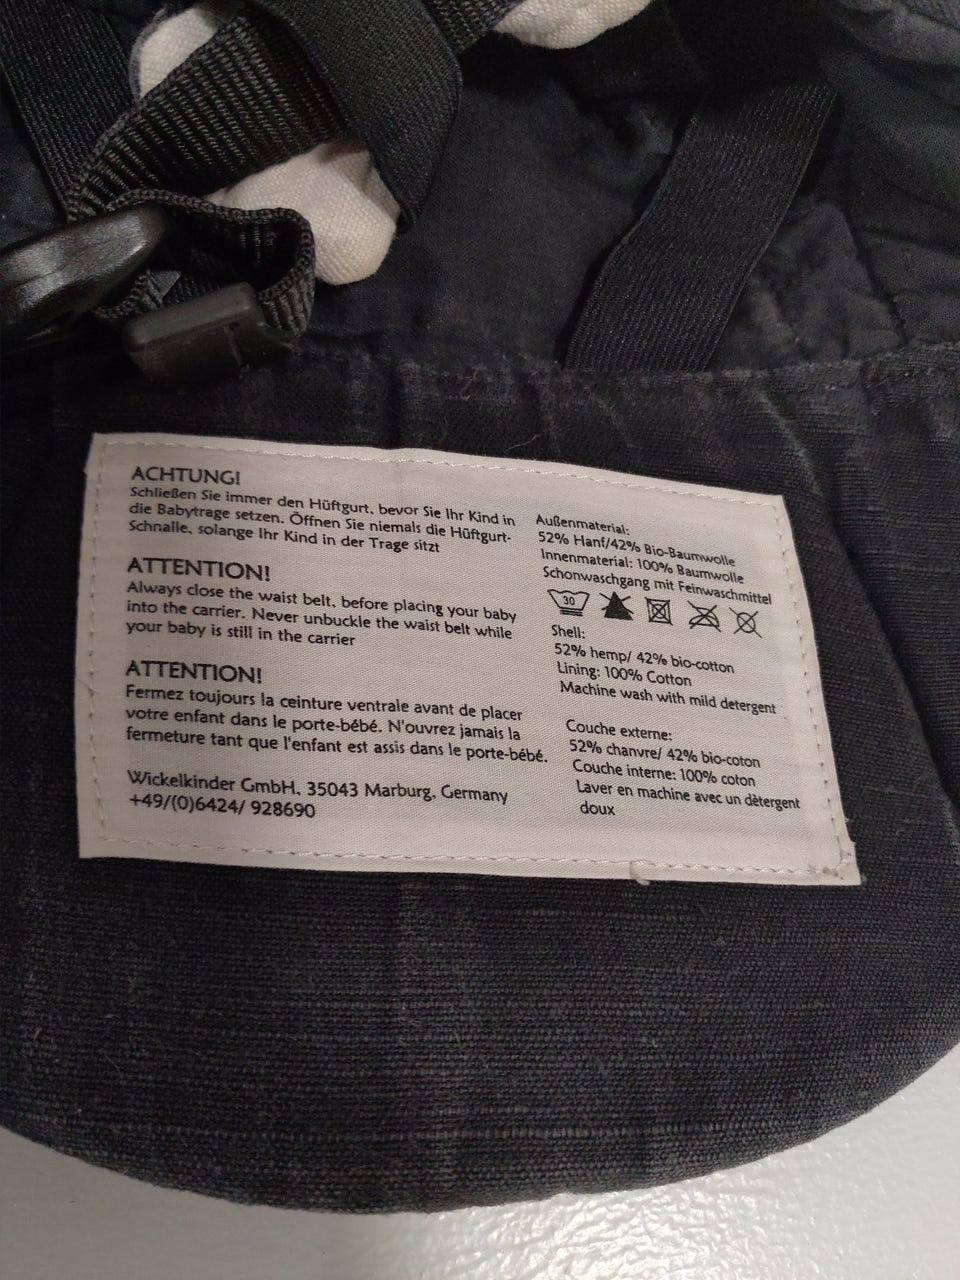 ACHTUNG!
Schließen Sie immer den Hüftgurt, bevor Sie Ihr Kind in
die Babytrage setzen. Öffnen Sie niemals die Hüftgurt-
Schnalle, solange Ihr Kind in der Trage sitzt
ATTENTION!
Always close the waist belt, before placing your baby
into the carrier. Never unbuckle the waist belt while
your baby is still in the carrier
ATTENTION!
Fermez toujours la ceinture ventrale avant de placer
votre enfant dans le porte-bébé. N'ouvrez jamais la
fermeture tant que l'enfant est assis dans le porte-bébé.
Wickelkinder GmbH, 35043 Marburg, Germany
+49/(0)6424/ 928690
Außenmaterial:
52% Hanf/42% Bio-Baumwolle
Innenmaterial: 100% Baumwolle
Schonwaschgang mit Feinwaschmittel
30
Shell:
52% hemp/ 42% bio-cotton
Lining: 100% Cotton
Machine wash with mild detergent
Couche externe:
52% chanvre/ 42% bio-coton
Couche interne: 100% coton
Laver en machine avec un dètergent
doux